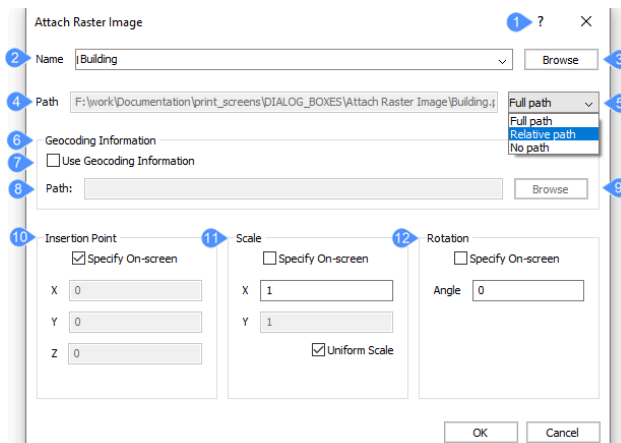 Attach Raster Image 1 ? ×
2 Name Building Browse 3
4 Path F:\work\Documentation\print_screens\DIALOG_BOXES\Attach Raster Image\Building.p Full path 5
Full path
Relative path
No path
6 Geocoding Information
7 Use Geocoding Information
8 Path: Browse 9
10 Insertion Point 11 Scale 12 Rotation
Specify On-screen Specify On-screen Specify On-screen
X 0 X 1 Angle 0
Y 0 Y 1
Z 0 Uniform Scale
OK Cancel